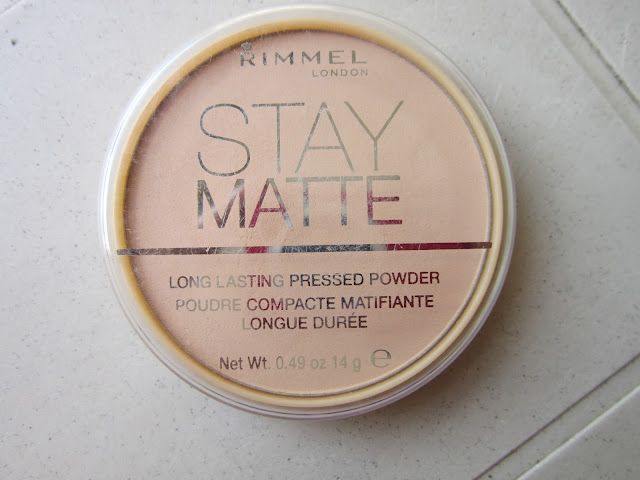 RIMMEL
LONDON
STAY
MATTE
LONG LASTING PRESSED POWDER
POUDRE COMPACTE MATIFIANTE
LONGUE DURÉE
Net Wt. 0.49 oz 14 g ℮